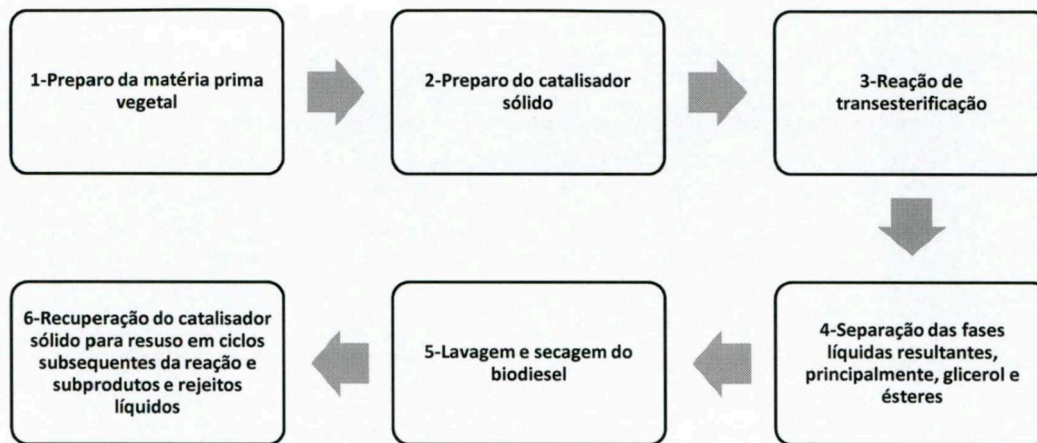 1-Preparo da matéria prima
vegetal
2-Preparo do catalisador
sólido
3-Reação de
transesterificação
4-Separação das fases
líquidas resultantes,
principalmente, glicerol e
ésteres
5-Lavagem e secagem do
biodiesel
6-Recuperação do catalisador
sólido para resuso em ciclos
subsequentes da reação e
subprodutos e rejeitos
líquidos